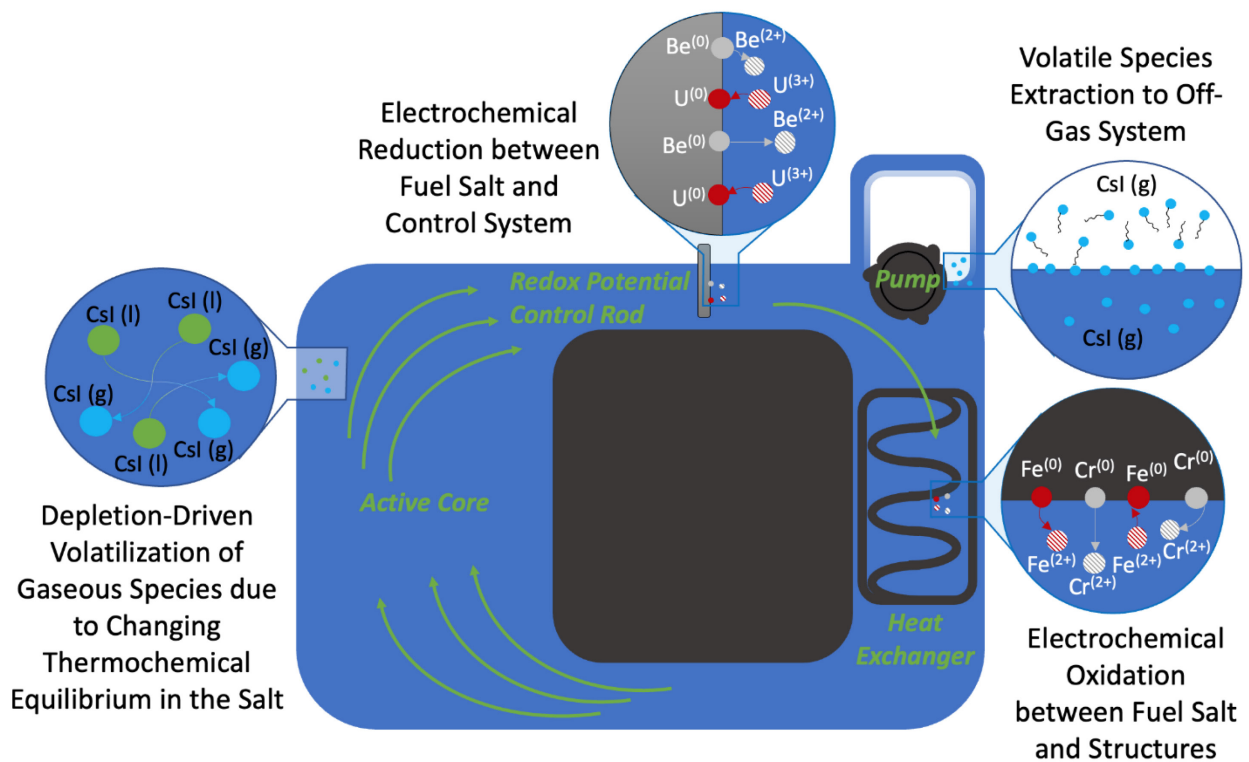 Electrochemical
Reduction between
Fuel Salt and
Control System
Be(0)
Be(2+)
U(0)
U(3+)
Be(0)
Be(2+)
U(0)
U(3+)
Volatile Species
Extraction to Off-
Gas System
CsI (g)
CsI (g)
Redox Potential
Control Rod
Pump
CsI (l)
CsI (l)
CsI (g)
CsI (g)
CsI (l)
CsI (g)
Depletion-Driven
Volatilization of
Gaseous Species due
to Changing
Thermochemical
Equilibrium in the Salt
Active Core
Heat
Exchanger
Fe(0)
Cr(0)
Fe(0)
Cr(0)
Fe(2+)
Cr(2+)
Fe(2+)
Cr(2+)
Electrochemical
Oxidation
between Fuel Salt
and Structures